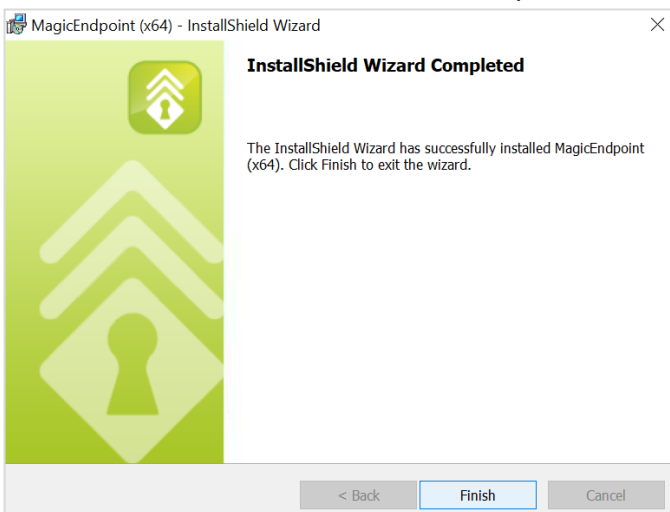 MagicEndpoint (x64) - InstallShield Wizard
InstallShield Wizard Completed
The InstallShield Wizard has successfully installed MagicEndpoint
(x64). Click Finish to exit the wizard.
< Back
Finish
Cancel